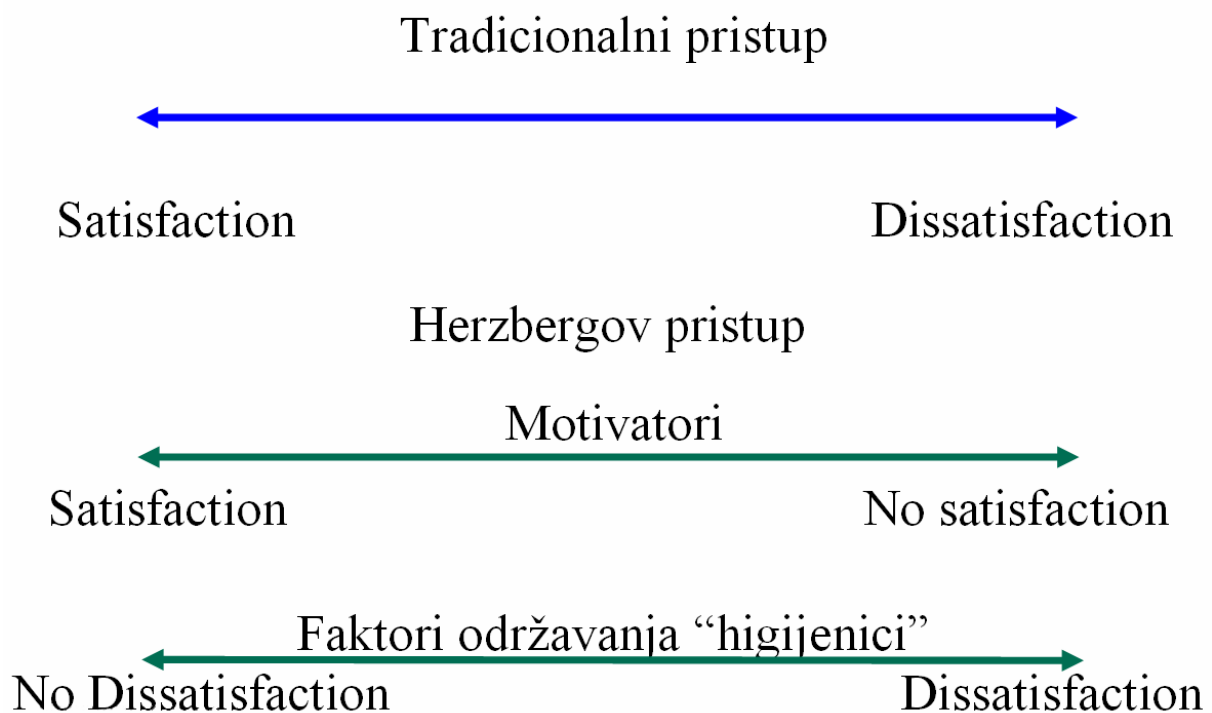 Tradicionalni pristup
Satisfaction Dissatisfaction
Herzbergov pristup
Motivatori
Satisfaction No satisfaction
Faktori održavanja “higijenici”
No Dissatisfaction Dissatisfaction